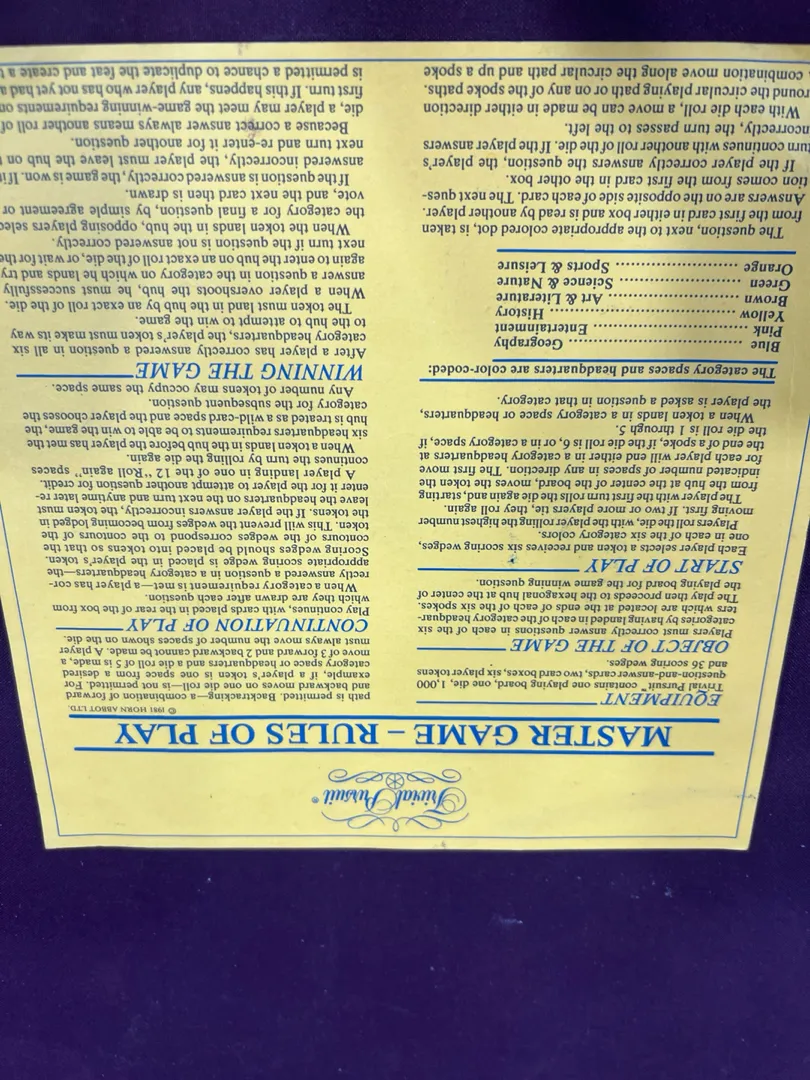 Trivial Pursuit®
MASTER GAME – RULES OF PLAY
EQUIPMENT
Trivial Pursuit™ contains one playing board, one die, 1,000
question-and-answer cards, two card boxes, six player tokens
and 36 scoring wedges.
OBJECT OF THE GAME
Players must correctly answer questions in each of the six
categories by having landed in each of the category headquar-
ters which are located at the ends of each of the six spokes.
The play then proceeds to the hexagonal hub at the center of
the playing board for the game winning question.
START OF PLAY
Each player selects a token and receives six scoring wedges,
one in each of the six category colors.
Players roll the die, with the player rolling the highest number
moving first. If two or more players tie, they roll again.
The player with the first turn rolls the die again and, starting
from the hub at the center of the board, moves the token the
indicated number of spaces in any direction. The first move
for each player will end either in a category headquarters at
the end of a spoke, if the die roll is 6, or in a category space, if
the die roll is 1 through 5.
When a token lands in a category space or headquarters,
the player is asked a question in that category.
The category spaces and headquarters are color-coded:
Blue .................... Geography
Pink .................... Entertainment
Yellow .................... History
Brown .................... Art & Literature
Green .................... Science & Nature
Orange .................... Sports & Leisure
The question, next to the appropriate colored dot, is taken
from the first card in either box and is read by another player.
Answers are on the opposite side of each card. The next ques-
tion comes from the first card in the other box.
If the player correctly answers the question, the player's
turn continues with another roll of the die. If the player answers
incorrectly, the turn passes to the left.
With each die roll, a move can be made in either direction
round the circular playing path or on any of the spoke paths.
combination move along the circular path and up a spoke
© 1981 HORN ABBOT LTD.
path is permitted. Backtracking—a combination of forward
and backward moves on one die roll—is not permitted. For
example, if a player's token is one space from a desired
category space or headquarters and a die roll of 5 is made, a
move of 3 forward and 2 backward cannot be made. A player
must always move the number of spaces shown on the die.
CONTINUATION OF PLAY
Play continues, with cards placed in the rear of the box from
which they are drawn after each question.
When a category requirement is met—a player has cor-
rectly answered a question in a category headquarters—the
appropriate scoring wedge is placed in the player's token.
Scoring wedges should be placed into tokens so that the
contours of the wedges correspond to the contours of the
token. This will prevent the wedges from becoming lodged in
the tokens. If the player answers incorrectly, the token must
leave the headquarters on the next turn and anytime later re-
enter it for the player to attempt another question for credit.
A player landing in one of the 12 "Roll again" spaces
continues the turn by rolling the die again.
When a token lands in the hub before the player has met the
six headquarters requirements to be able to win the game, the
hub is treated as a wild-card space and the player chooses the
category for the subsequent question.
Any number of tokens may occupy the same space.
WINNING THE GAME
After a player has correctly answered a question in all six
category headquarters, the player's token must make its way
to the hub to attempt to win the game.
The token must land in the hub by an exact roll of the die.
When a player overshoots the hub, he must successfully
answer a question in the category on which he lands and try
again to enter the hub on an exact roll of the die, or wait for the
next turn if the question is not answered correctly.
When the token lands in the hub, opposing players
the category for a final question, by simple agreement or
vote, and the next card then is drawn.
If the question is answered correctly, the game is won. If it
answered incorrectly, the player must leave the hub on
next turn and re-enter it for another question.
Because a correct answer always means another roll of
die, a player may meet the game-winning requirements on
first turn. If this happens, any player who has not yet had a
is permitted a chance to duplicate the feat and create a